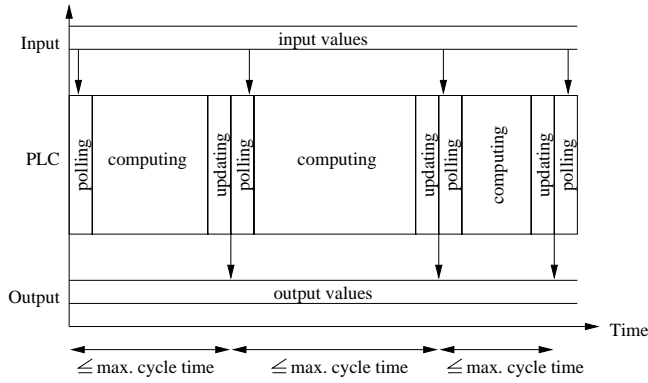 Input
input values
PLC
polling
computing
updating
polling
computing
updating
polling
computing
updating
polling
Output
output values
Time
≤ max. cycle time
≤ max. cycle time
≤ max. cycle time